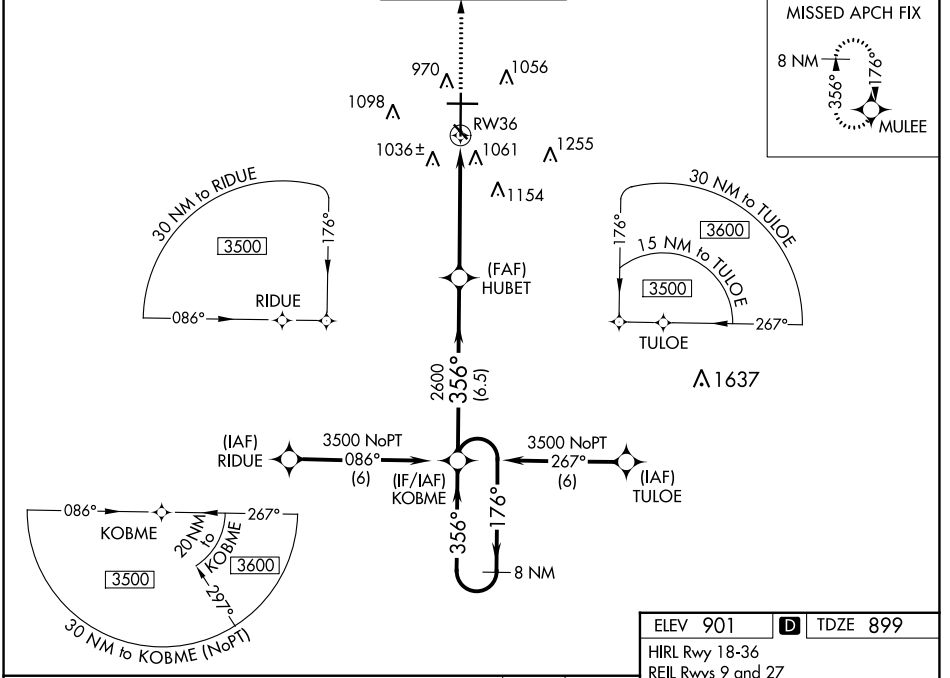 MISSED APCH FIX
8 NM
356°
176°
MULEE
970
1056
1098
RW36
1036±
1061
1255
1154
30 NM to RIDUE
3500
176°
RIDUE
086°
(FAF)
HUBET
30 NM to TULOE
3600
15 NM to TULOE
176°
3500
267°
TULOE
1637
2600
356°
(6.5)
(IAF)
RIDUE
3500 NoPT
086°
(6)
(IF/IAF)
KOBME
3500 NoPT
267°
(6)
(IAF)
TULOE
356°
176°
8 NM
086°
267°
KOBME
20 NM
to
KOBME
3500
3600
297°
30 NM to KOBME (NoPT)
ELEV 901 D TDZE 899
HIRL Rwy 18-36
REIL Rwys 9 and 27